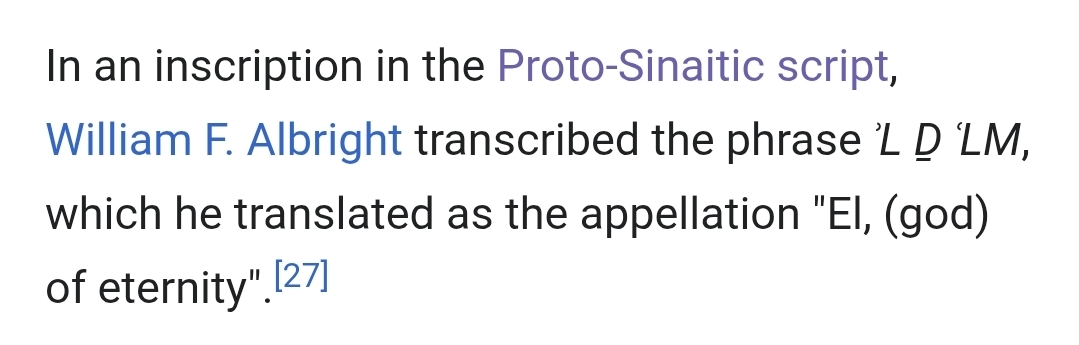 In an inscription in the Proto-Sinaitic script,
William F. Albright transcribed the phrase ʾL Ḏ ʿLM,
which he translated as the appellation "El, (god)
of eternity".[27]